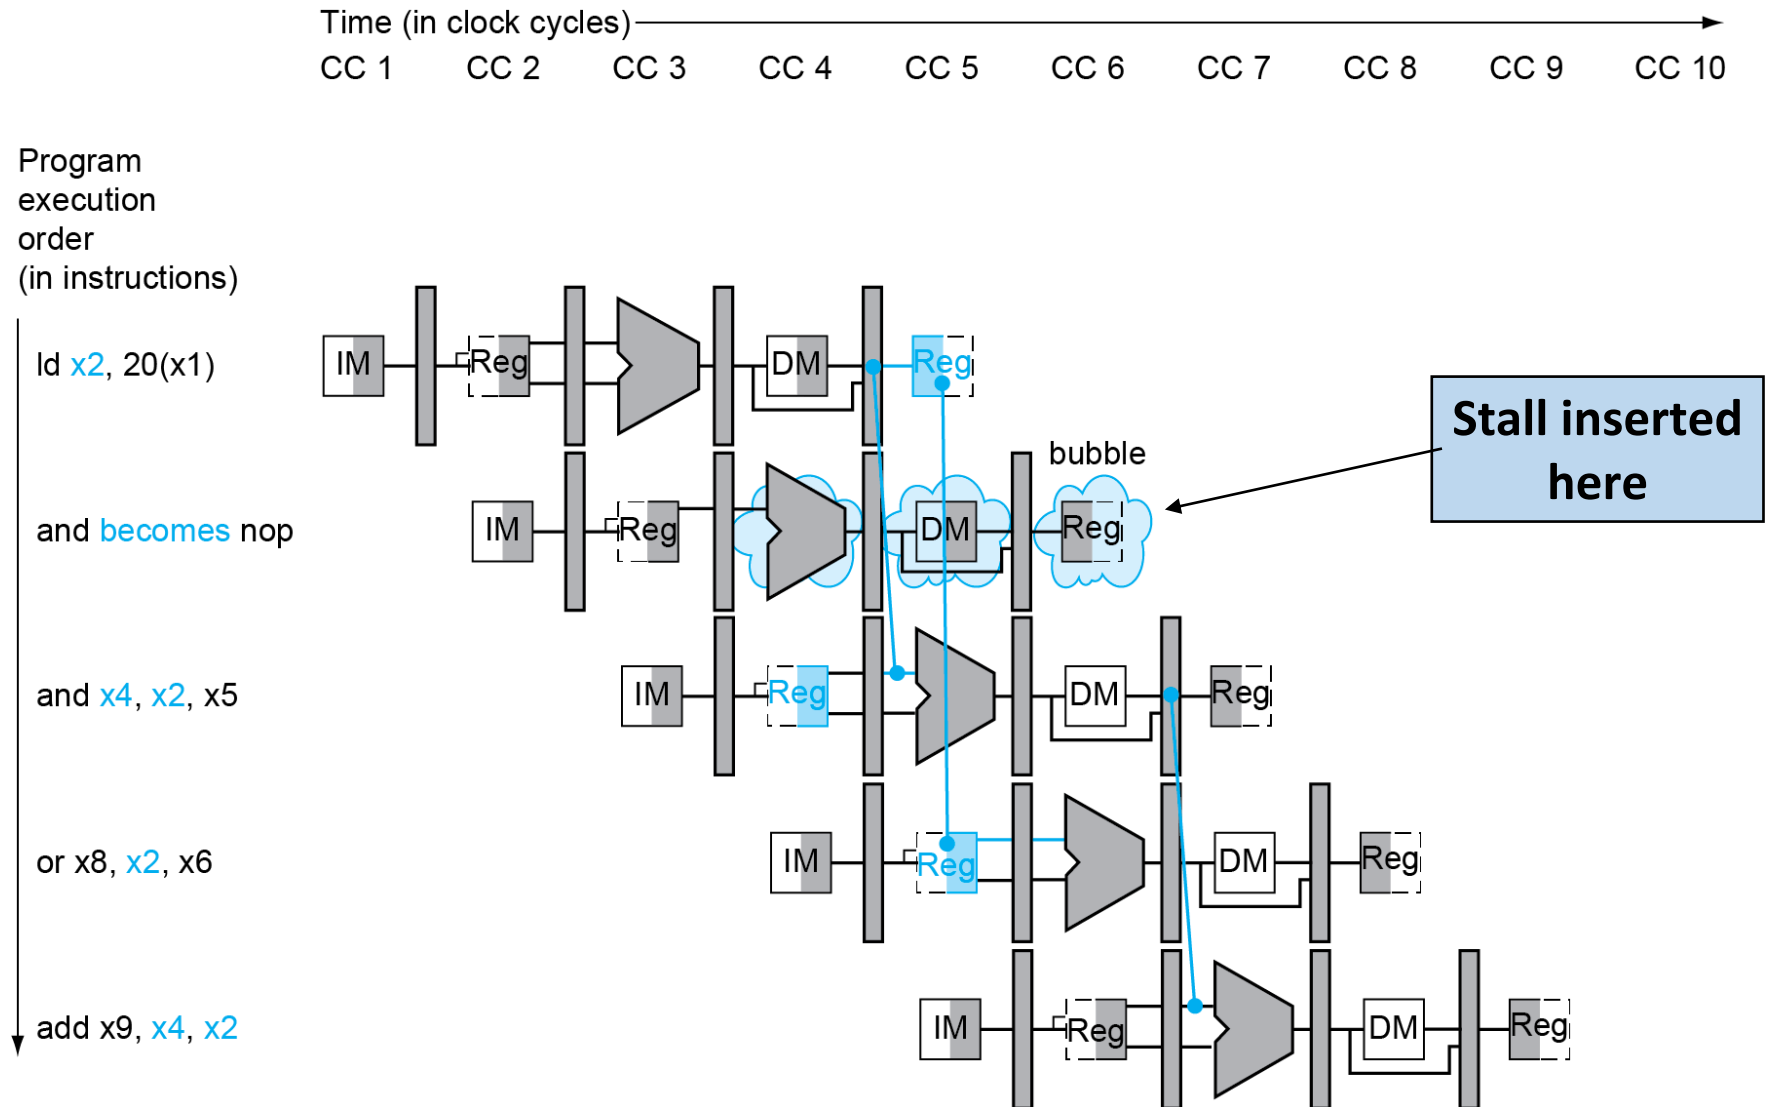 Time (in clock cycles)
CC 1 CC 2 CC 3 CC 4 CC 5 CC 6 CC 7 CC 8 CC 9 CC 10
Program
execution
order
(in instructions)
ld x2, 20(x1)
IM Reg DM Reg
Stall inserted
here
bubble
and becomes nop
IM Reg DM Reg
and x4, x2, x5
IM Reg DM Reg
or x8, x2, x6
IM Reg DM Reg
add x9, x4, x2
IM Reg DM Reg